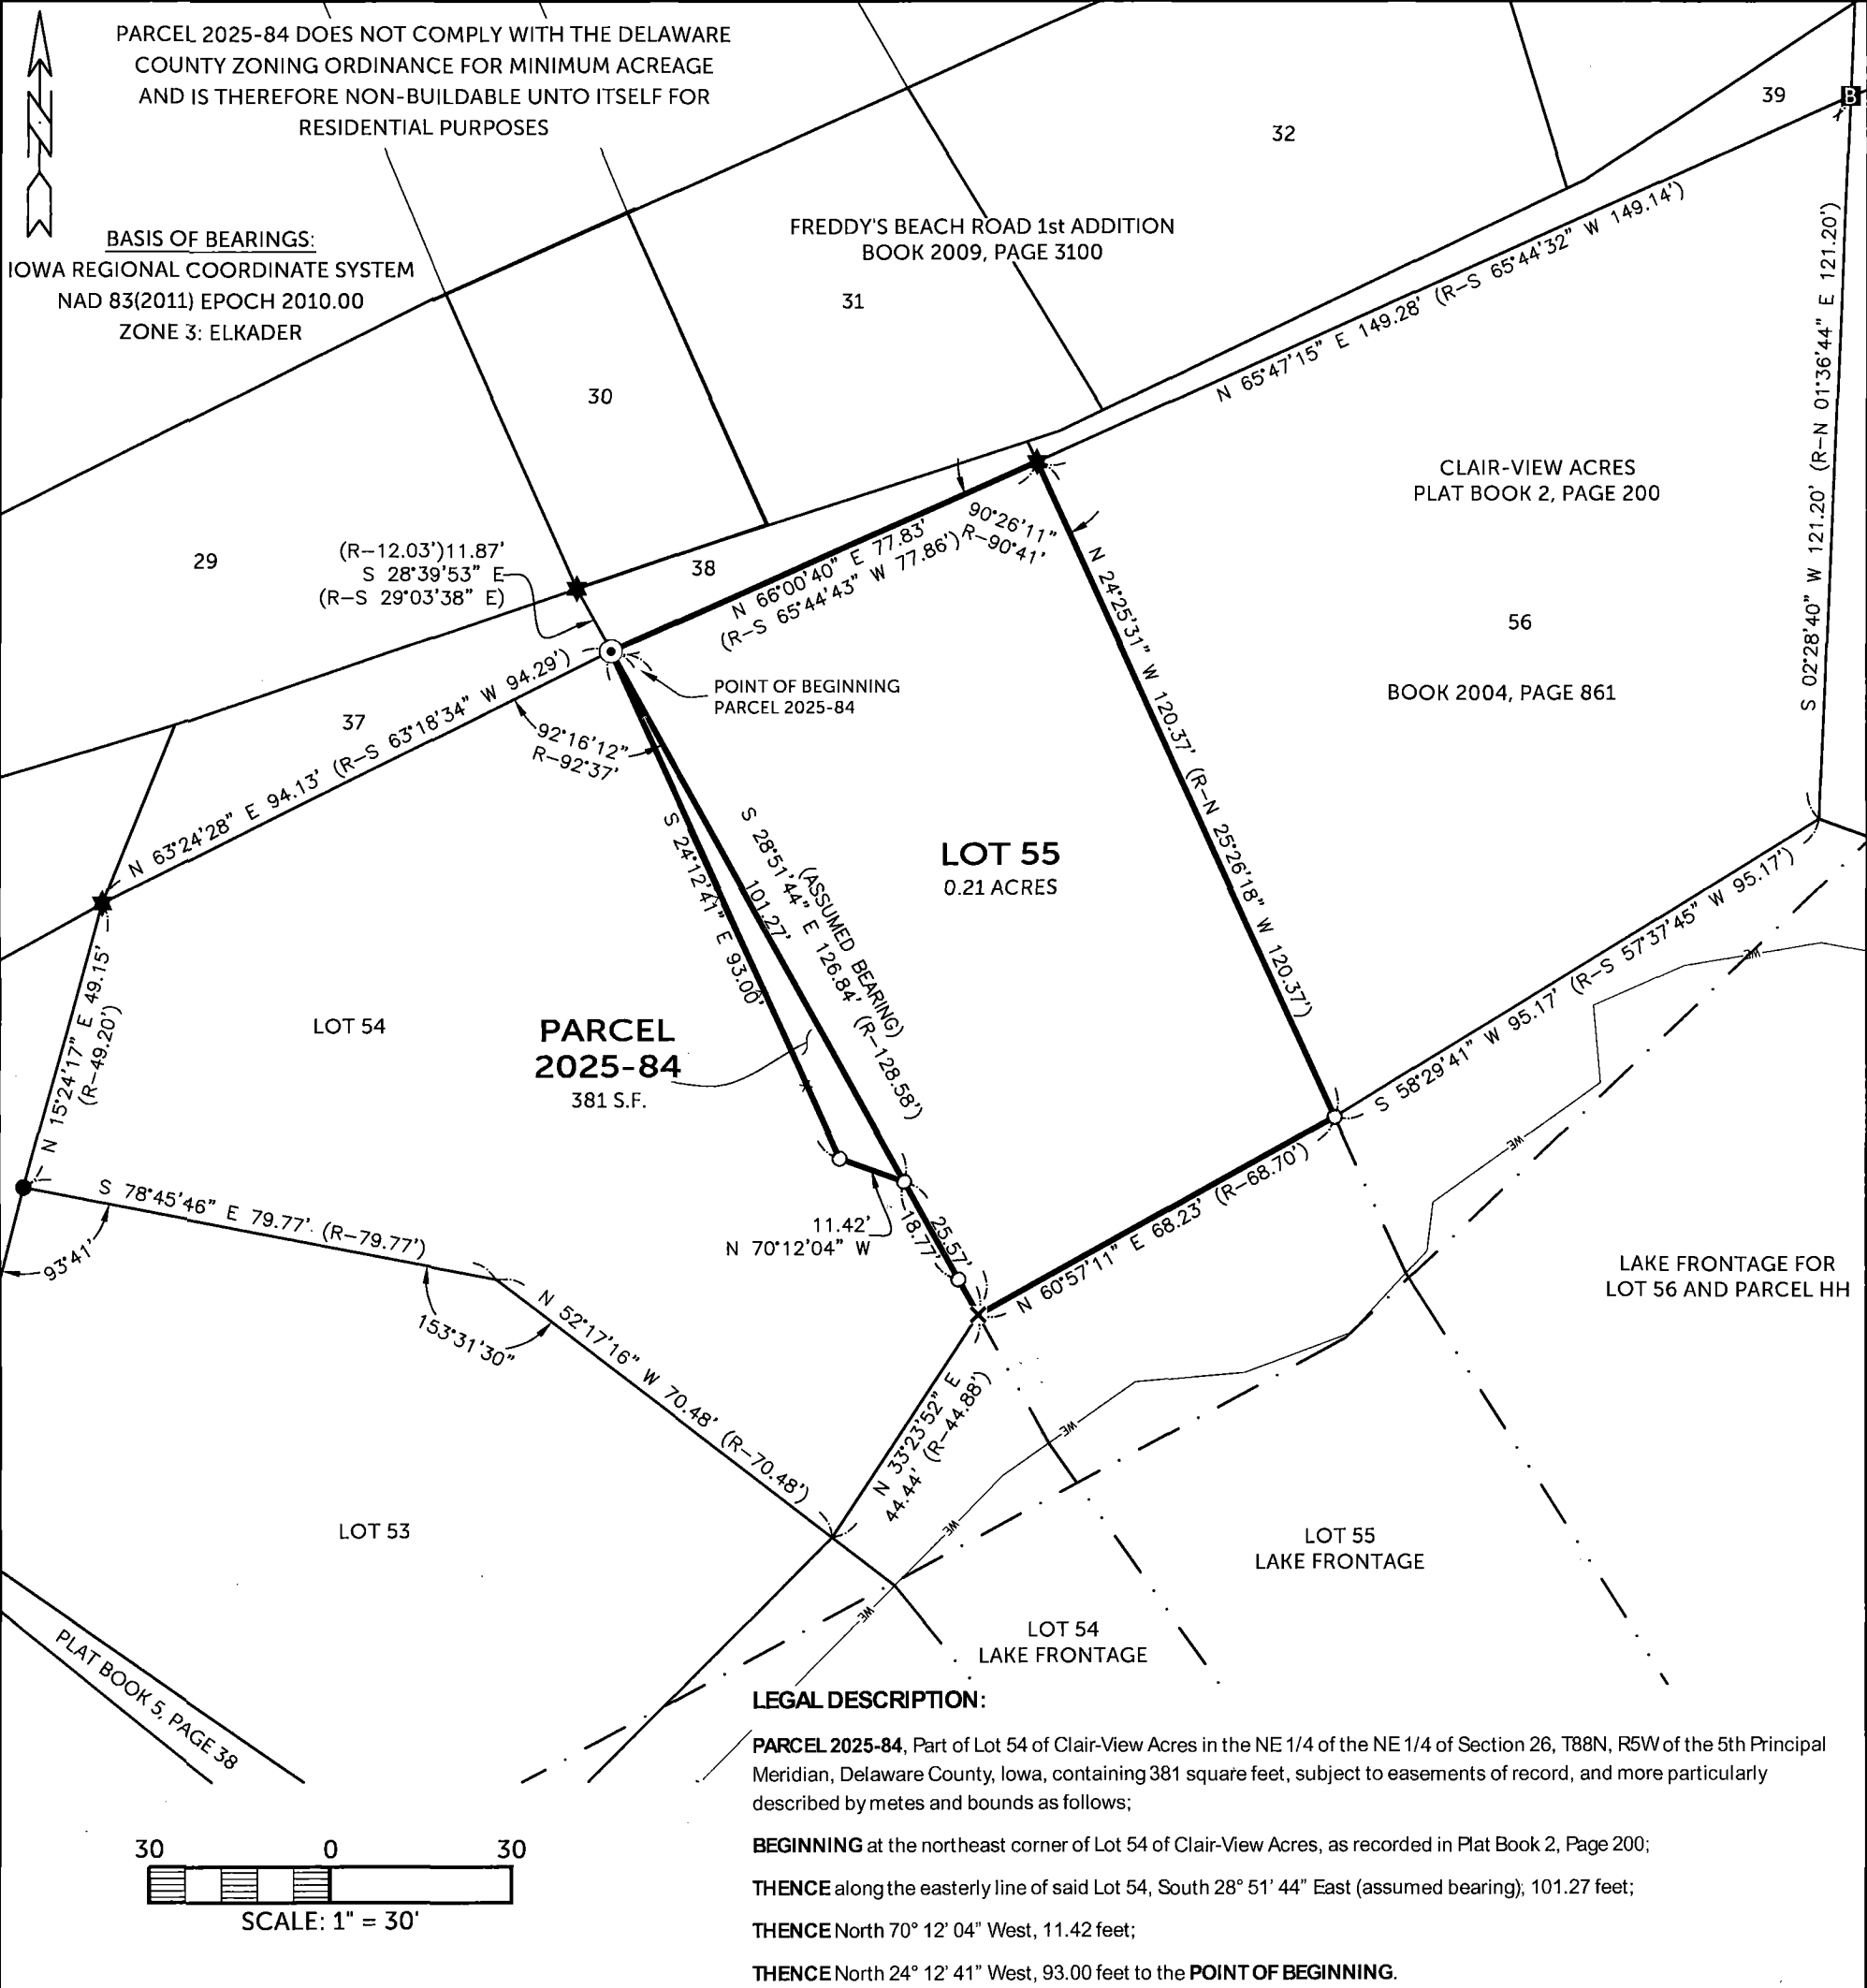 PARCEL 2025-84 DOES NOT COMPLY WITH THE DELAWARE
COUNTY ZONING ORDINANCE FOR MINIMUM ACREAGE
AND IS THEREFORE NON-BUILDABLE UNTO ITSELF FOR
RESIDENTIAL PURPOSES
N
BASIS OF BEARINGS:
IOWA REGIONAL COORDINATE SYSTEM
NAD 83(2011) EPOCH 2010.00
ZONE 3: ELKADER
39
B
32
FREDDY'S BEACH ROAD 1st ADDITION
BOOK 2009, PAGE 3100
31
30
29
38
37
N 65°47'15" E 149.28' (R-S 65°44'32" W 149.14')
S 02°28'40" W 121.20' (R-N 01°36'44" E 121.20')
CLAIR-VIEW ACRES
PLAT BOOK 2, PAGE 200
56
BOOK 2004, PAGE 861
(R-12.03')11.87'
S 28°39'53" E
(R-S 29°03'38" E)
N 66°00'40" E 77.83'
(R-S 65°44'43" W 77.86')
90°26'11"
R-90°41'
N 24°25'31" W 120.37' (R-N 25°26'18" W 120.37')
POINT OF BEGINNING
PARCEL 2025-84
N 63°24'28" E 94.13' (R-S 63°18'34" W 94.29')
92°16'12"
R-92°37'
S 24°12'41" E 93.00'
101.27'
S 28°51'44" E 126.84' (R-128.58')
(ASSUMED BEARING)
LOT 55
0.21 ACRES
S 58°29'41" W 95.17' (R-S 57°37'45" W 95.17')
WE
N 15°24'17" E 49.15'
(R-49.20')
LOT 54
PARCEL
2025-84
381 S.F.
S 78°45'46" E 79.77'. (R-79.77')
93°41'
153°31'30"
11.42'
N 70°12'04" W
18.77'
25.57'
N 60°57'11" E 68.23' (R-68.70')
WE
LAKE FRONTAGE FOR
LOT 56 AND PARCEL HH
N 52°17'16" W 70.48' (R-70.48')
N 33°23'52" E
44.44' (R-44.88')
WE
WE
WE
LOT 53
LOT 55
LAKE FRONTAGE
LOT 54
LAKE FRONTAGE
PLAT BOOK 5, PAGE 38
LEGAL DESCRIPTION:
PARCEL 2025-84, Part of Lot 54 of Clair-View Acres in the NE 1/4 of the NE 1/4 of Section 26, T88N, R5W of the 5th Principal
Meridian, Delaware County, Iowa, containing 381 square feet, subject to easements of record, and more particularly
described by metes and bounds as follows;
BEGINNING at the northeast corner of Lot 54 of Clair-View Acres, as recorded in Plat Book 2, Page 200;
THENCE along the easterly line of said Lot 54, South 28° 51' 44" East (assumed bearing), 101.27 feet;
THENCE North 70° 12' 04" West, 11.42 feet;
THENCE North 24° 12' 41" West, 93.00 feet to the POINT OF BEGINNING.
30 0 30
SCALE: 1" = 30'